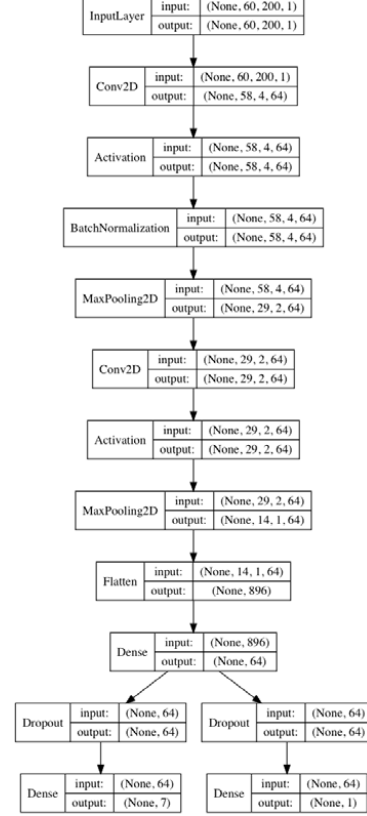 InputLayer input: (None, 60, 200, 1)
output: (None, 60, 200, 1)
Conv2D input: (None, 60, 200, 1)
output: (None, 58, 4, 64)
Activation input: (None, 58, 4, 64)
output: (None, 58, 4, 64)
BatchNormalization input: (None, 58, 4, 64)
output: (None, 58, 4, 64)
MaxPooling2D input: (None, 58, 4, 64)
output: (None, 29, 2, 64)
Conv2D input: (None, 29, 2, 64)
output: (None, 29, 2, 64)
Activation input: (None, 29, 2, 64)
output: (None, 29, 2, 64)
MaxPooling2D input: (None, 29, 2, 64)
output: (None, 14, 1, 64)
Flatten input: (None, 14, 1, 64)
output: (None, 896)
Dense input: (None, 896)
output: (None, 64)
Dropout input: (None, 64)
output: (None, 64)
Dropout input: (None, 64)
output: (None, 64)
Dense input: (None, 64)
output: (None, 7)
Dense input: (None, 64)
output: (None, 1)